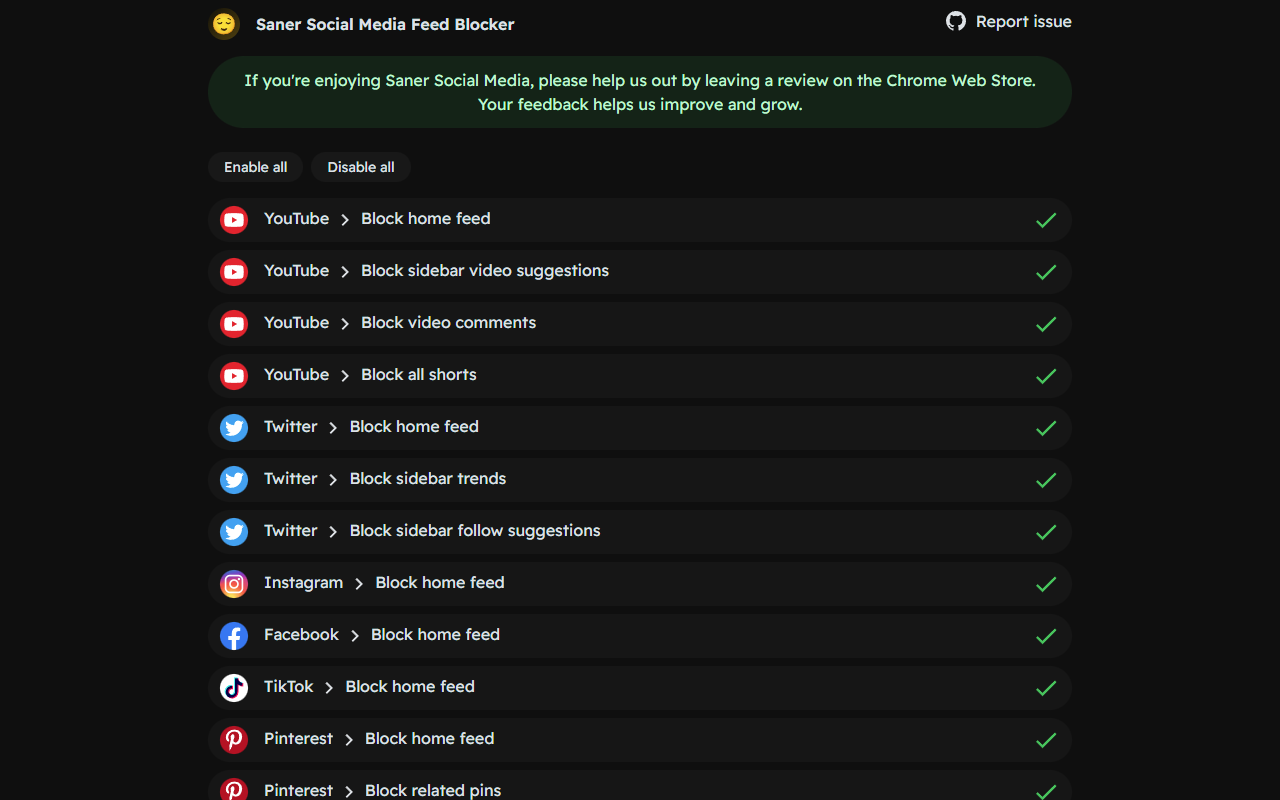 Saner Social Media Feed Blocker
Report issue
If you're enjoying Saner Social Media, please help us out by leaving a review on the Chrome Web Store.
Your feedback helps us improve and grow.
Enable all
Disable all
YouTube > Block home feed
YouTube > Block sidebar video suggestions
YouTube > Block video comments
YouTube > Block all shorts
Twitter > Block home feed
Twitter > Block sidebar trends
Twitter > Block sidebar follow suggestions
Instagram > Block home feed
Facebook > Block home feed
TikTok > Block home feed
Pinterest > Block home feed
Pinterest > Block related pins